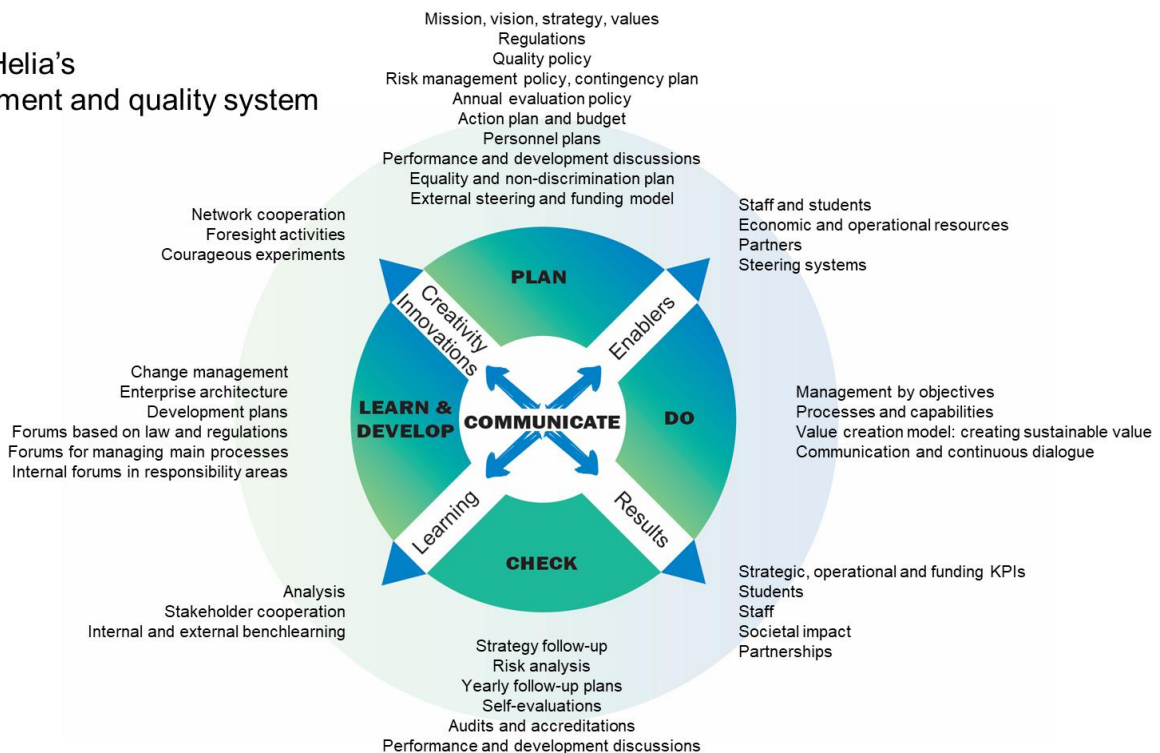 Helia's
ment and quality system
Mission, vision, strategy, values
Regulations
Quality policy
Risk management policy, contingency plan
Annual evaluation policy
Action plan and budget
Personnel plans
Performance and development discussions
Equality and non-discrimination plan
External steering and funding model
Network cooperation
Foresight activities
Courageous experiments
Staff and students
Economic and operational resources
Partners
Steering systems
PLAN
Creativity
Innovations
Enablers
Change management
Enterprise architecture
Development plans
Forums based on law and regulations
Forums for managing main processes
Internal forums in responsibility areas
LEARN &
DEVELOP
COMMUNICATE
DO
Management by objectives
Processes and capabilities
Value creation model: creating sustainable value
Communication and continuous dialogue
Learning
Results
CHECK
Analysis
Stakeholder cooperation
Internal and external benchlearning
Strategic, operational and funding KPIs
Students
Staff
Societal impact
Partnerships
Strategy follow-up
Risk analysis
Yearly follow-up plans
Self-evaluations
Audits and accreditations
Performance and development discussions